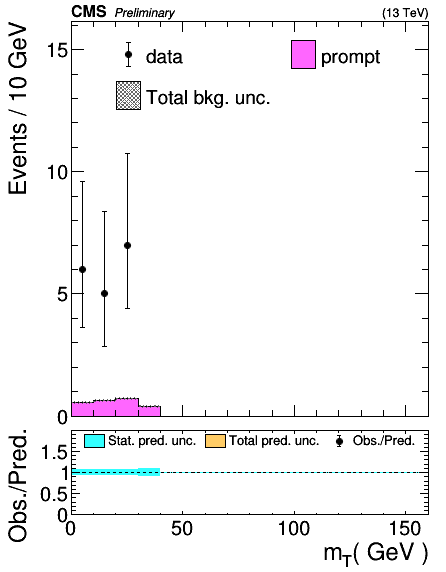 CMS Preliminary (13 TeV)
Events / 10 GeV
data
prompt
Total bkg. unc.
15
10
5
0
Obs./Pred.
Stat. pred. unc.
Total pred. unc.
Obs./Pred.
1.5
1
0.5
0
0 50 100 150
m_T( GeV )